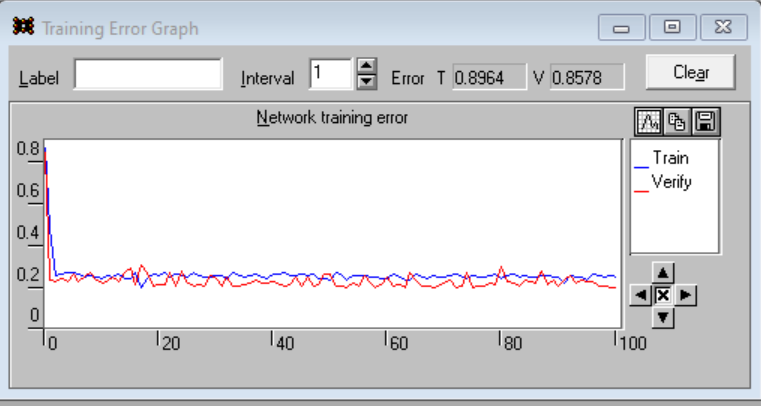 Training Error Graph
Label Interval 1 Error T 0.8964 V 0.8578 Clear
Network training error
0.8
0.6
0.4
0.2
0
0 20 40 60 80 100
Train
Verify